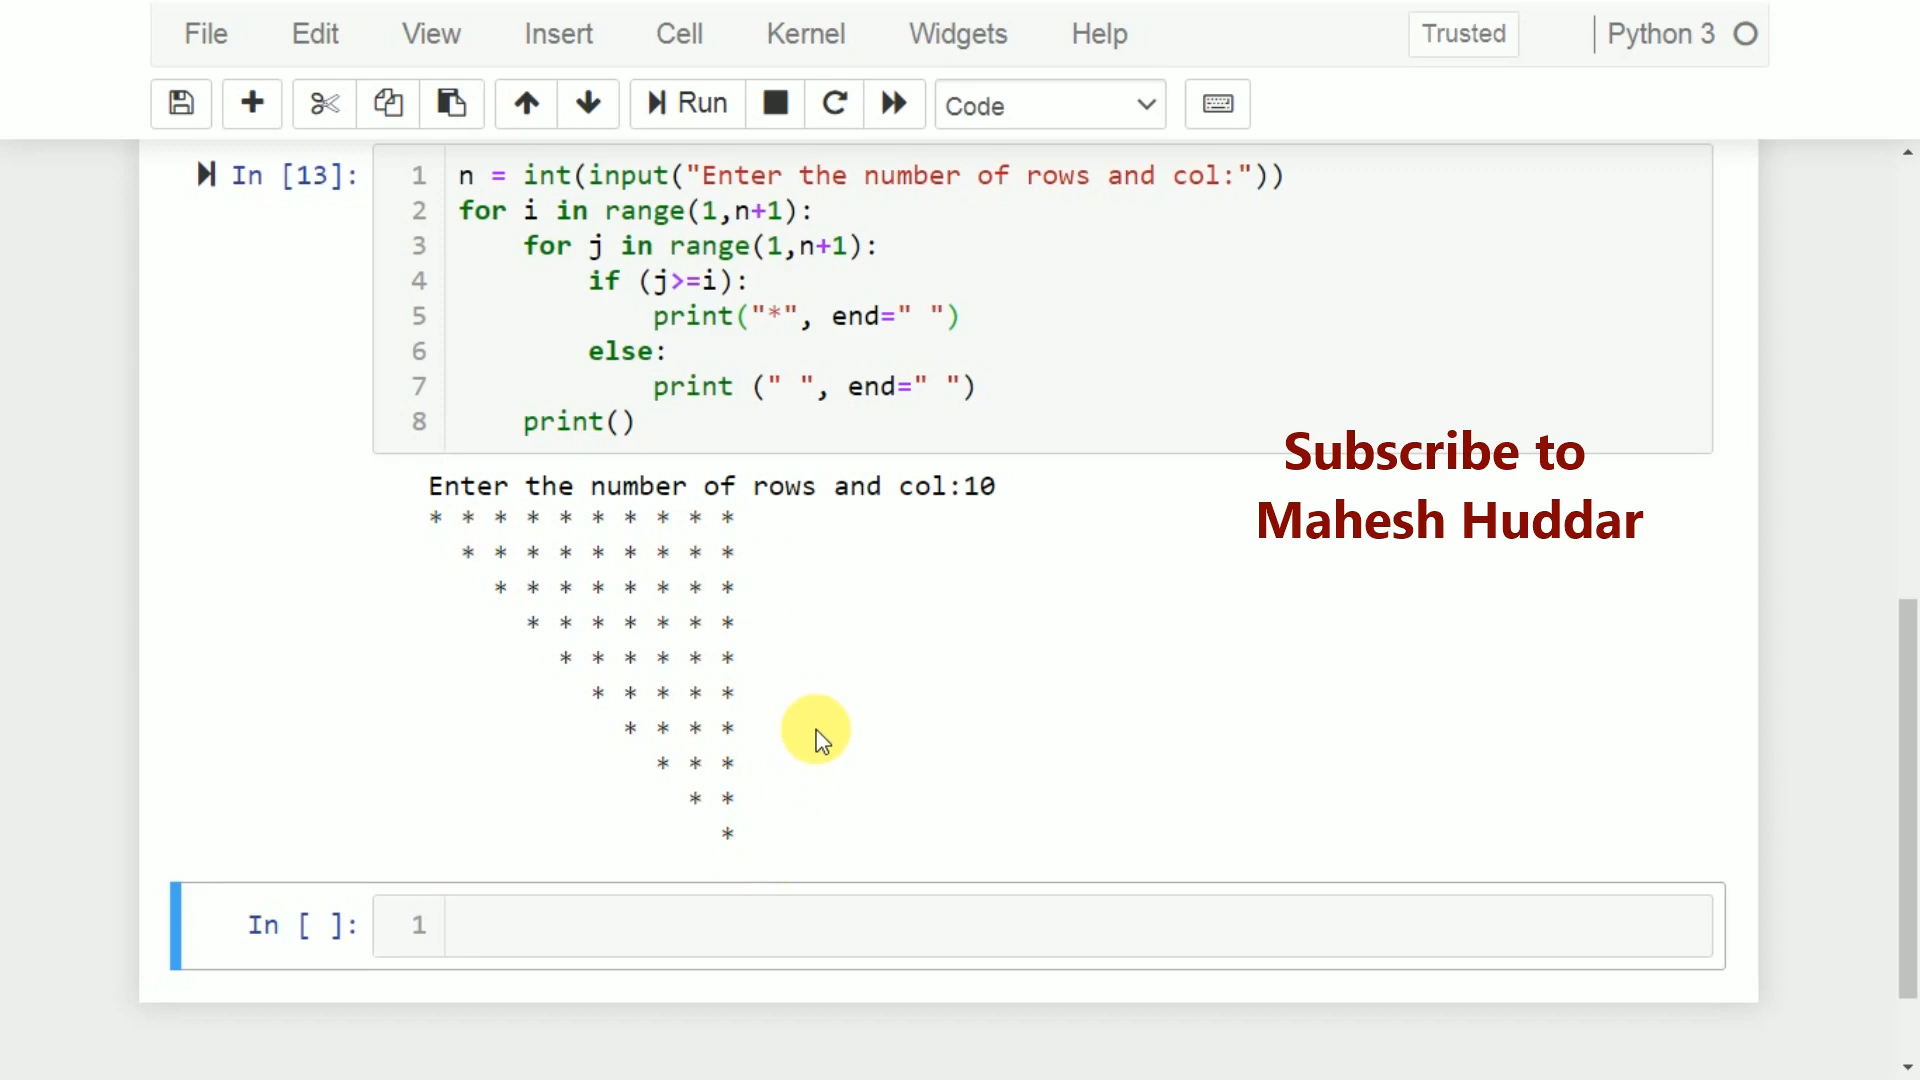 File Edit View Insert Cell Kernel Widgets Help Trusted Python 3
Run Code
In [13]:
1 n = int(input("Enter the number of rows and col:"))
2 for i in range(1,n+1):
3     for j in range(1,n+1):
4         if (j>=i):
5             print("*", end=" ")
6         else:
7             print (" ", end=" ")
8     print()
Subscribe to
Mahesh Huddar
Enter the number of rows and col:10
* * * * * * * * * *
  * * * * * * * * *
    * * * * * * * *
      * * * * * * *
        * * * * * *
          * * * * *
            * * * *
              * * *
                * *
                  *
In [ ]: 1